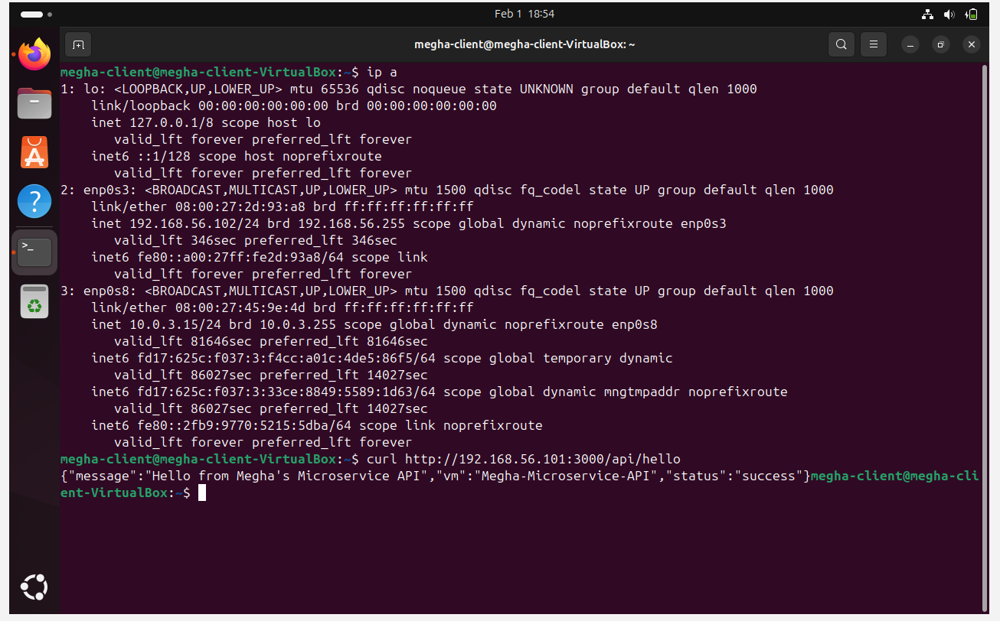 Feb 1 18:54
megha-client@megha-client-VirtualBox: ~
megha-client@megha-client-VirtualBox:~$ ip a
1: lo: <LOOPBACK,UP,LOWER_UP> mtu 65536 qdisc noqueue state UNKNOWN group default qlen 1000
    link/loopback 00:00:00:00:00:00 brd 00:00:00:00:00:00
    inet 127.0.0.1/8 scope host lo
       valid_lft forever preferred_lft forever
    inet6 ::1/128 scope host noprefixroute
       valid_lft forever preferred_lft forever
2: enp0s3: <BROADCAST,MULTICAST,UP,LOWER_UP> mtu 1500 qdisc fq_codel state UP group default qlen 1000
    link/ether 08:00:27:2d:93:a8 brd ff:ff:ff:ff:ff:ff
    inet 192.168.56.102/24 brd 192.168.56.255 scope global dynamic noprefixroute enp0s3
       valid_lft 346sec preferred_lft 346sec
    inet6 fe80::a00:27ff:fe2d:93a8/64 scope link
       valid_lft forever preferred_lft forever
3: enp0s8: <BROADCAST,MULTICAST,UP,LOWER_UP> mtu 1500 qdisc fq_codel state UP group default qlen 1000
    link/ether 08:00:27:45:9e:4d brd ff:ff:ff:ff:ff:ff
    inet 10.0.3.15/24 brd 10.0.3.255 scope global dynamic noprefixroute enp0s8
       valid_lft 81646sec preferred_lft 81646sec
    inet6 fd17:625c:f037:3:f4cc:a01c:4de5:86f5/64 scope global temporary dynamic
       valid_lft 86027sec preferred_lft 14027sec
    inet6 fd17:625c:f037:3:33ce:8849:5589:1d63/64 scope global dynamic mngtmpaddr noprefixroute
       valid_lft 86027sec preferred_lft 14027sec
    inet6 fe80::2fb9:9770:5215:5dba/64 scope link noprefixroute
       valid_lft forever preferred_lft forever
megha-client@megha-client-VirtualBox:~$ curl http://192.168.56.101:3000/api/hello
{"message":"Hello from Megha's Microservice API","vm":"Megha-Microservice-API","status":"success"}megha-client@megha-cli
ent-VirtualBox:~$